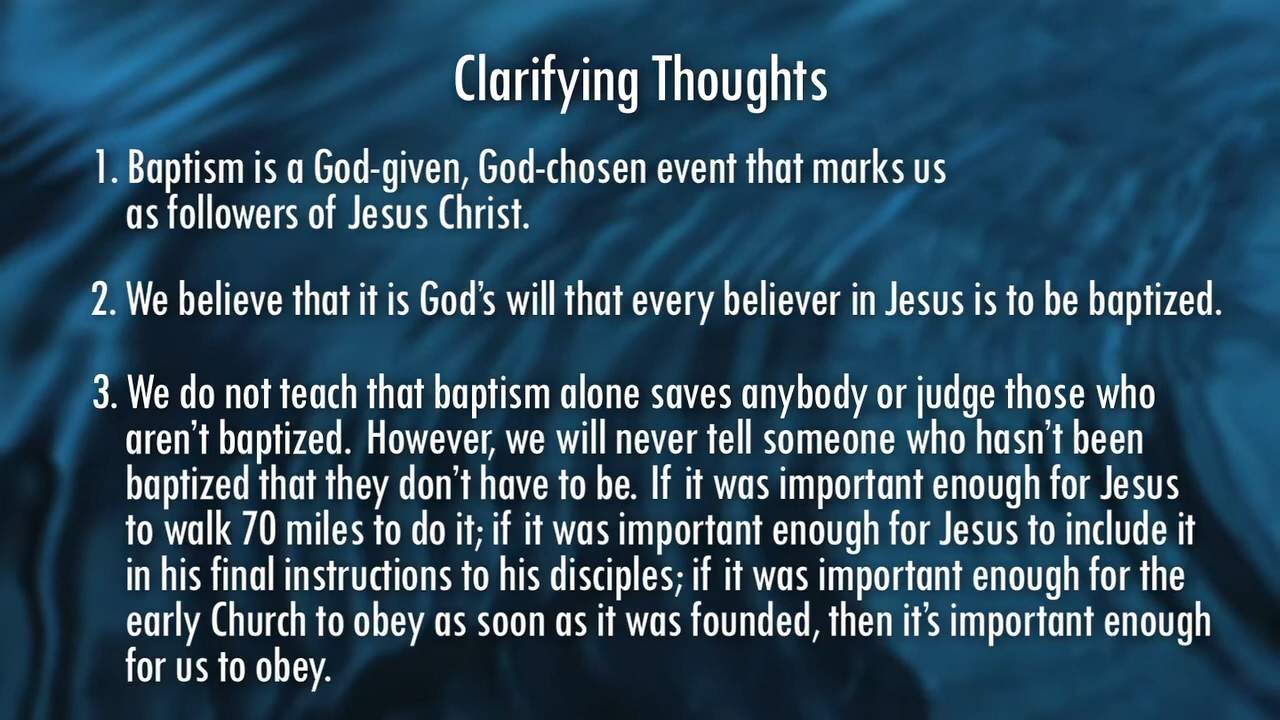 Clarifying Thoughts
1. Baptism is a God-given, God-chosen event that marks us
as followers of Jesus Christ.
2. We believe that it is God's will that every believer in Jesus is to be baptized.
3. We do not teach that baptism alone saves anybody or judge those who
aren't baptized. However, we will never tell someone who hasn't been
baptized that they don't have to be. If it was important enough for Jesus
to walk 70 miles to do it; if it was important enough for Jesus to include it
in his final instructions to his disciples; if it was important enough for the
early Church to obey as soon as it was founded, then it's important enough
for us to obey.